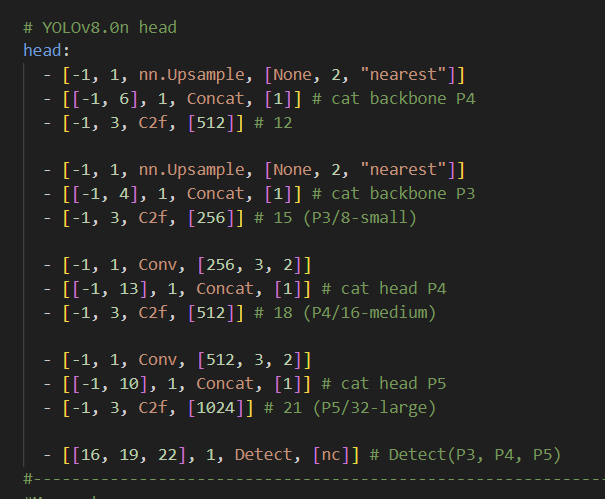 # YOLOv8.0n head
head:
- [-1, 1, nn.Upsample, [None, 2, "nearest"]]
- [[-1, 6], 1, Concat, [1]] # cat backbone P4
- [-1, 3, C2f, [512]] # 12
- [-1, 1, nn.Upsample, [None, 2, "nearest"]]
- [[-1, 4], 1, Concat, [1]] # cat backbone P3
- [-1, 3, C2f, [256]] # 15 (P3/8-small)
- [-1, 1, Conv, [256, 3, 2]]
- [[-1, 13], 1, Concat, [1]] # cat head P4
- [-1, 3, C2f, [512]] # 18 (P4/16-medium)
- [-1, 1, Conv, [512, 3, 2]]
- [[-1, 10], 1, Concat, [1]] # cat head P5
- [-1, 3, C2f, [1024]] # 21 (P5/32-large)
- [[16, 19, 22], 1, Detect, [nc]] # Detect(P3, P4, P5)
#------------------------------------------------------------